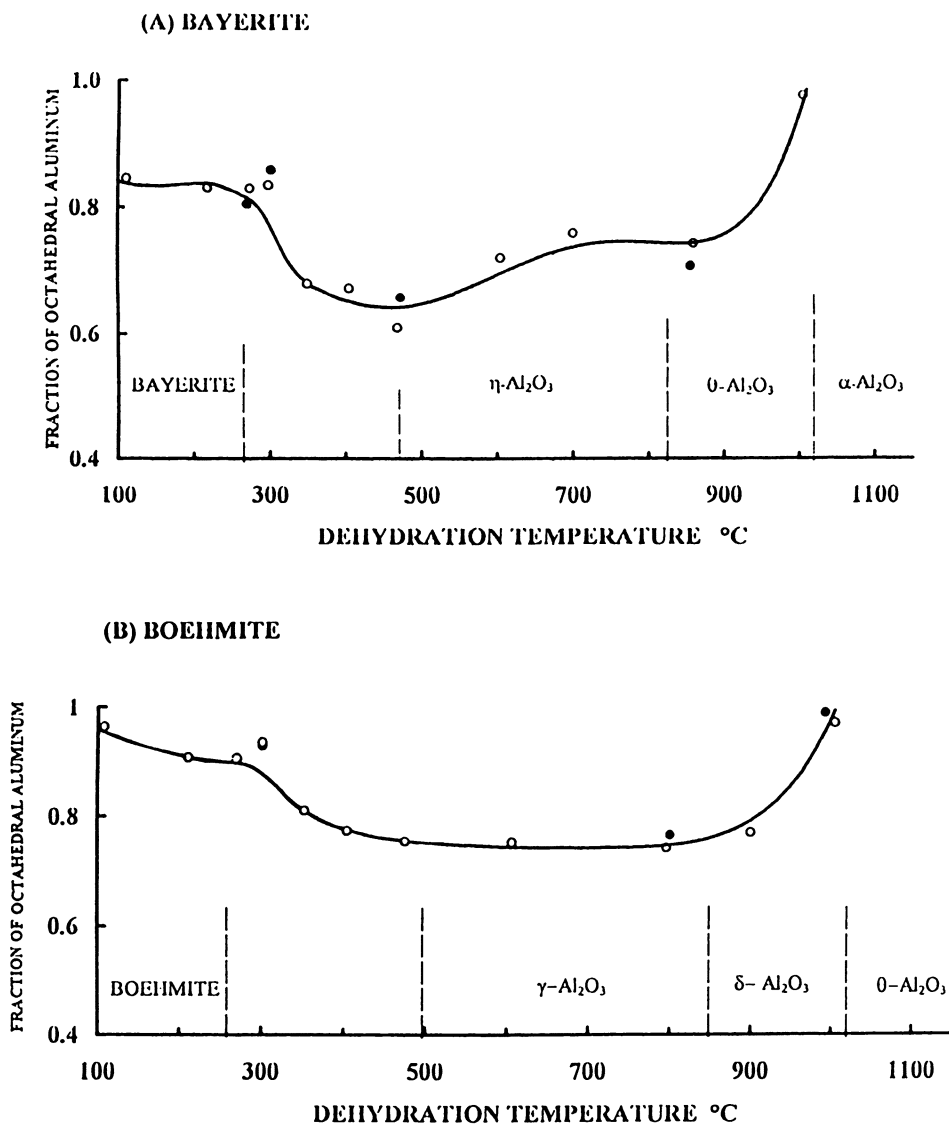 (A) BAYERITE
FRACTION OF OCTAHEDRAL ALUMINUM
1.0
0.8
0.6
0.4
BAYERITE
η-Al₂O₃
θ-Al₂O₃
α-Al₂O₃
100 300 500 700 900 1100
DEHYDRATION TEMPERATURE °C
(B) BOEHMITE
FRACTION OF OCTAHEDRAL ALUMINUM
1
0.8
0.6
0.4
BOEHMITE
γ-Al₂O₃
δ- Al₂O₃
θ-Al₂O₃
100 300 500 700 900 1100
DEHYDRATION TEMPERATURE °C